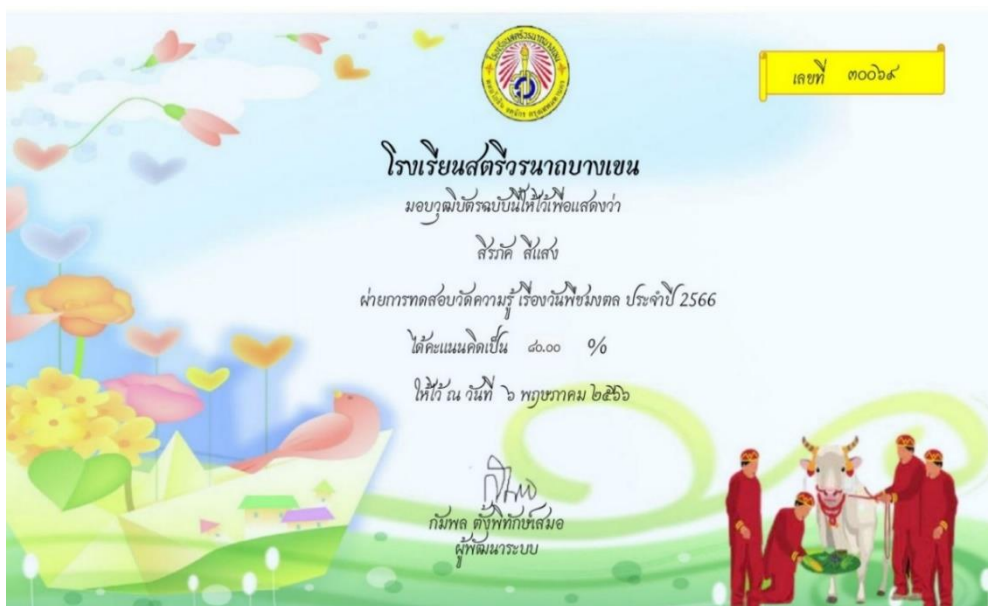 เลขที่ ๓๐๐๖๙
โรงเรียนสตรีวรนาถบางเขน
มอบวุฒิบัตรฉบับนี้ให้ไว้เพื่อแสดงว่า
สิรภัค สีแสง
ผ่ายการทดสอบวัดความรู้ เรื่องวันพืชมงตล ประจำปี 2566
ได้คะแนนคิดเป็น ๘๐.๐๐ %
ให้ไว้ ณ วันที่ ๖ พฤษภาคม ๒๕๖๖
กัมพล ตั้งพิทักษ์เสมอ
ผู้พัฒนาระบบ